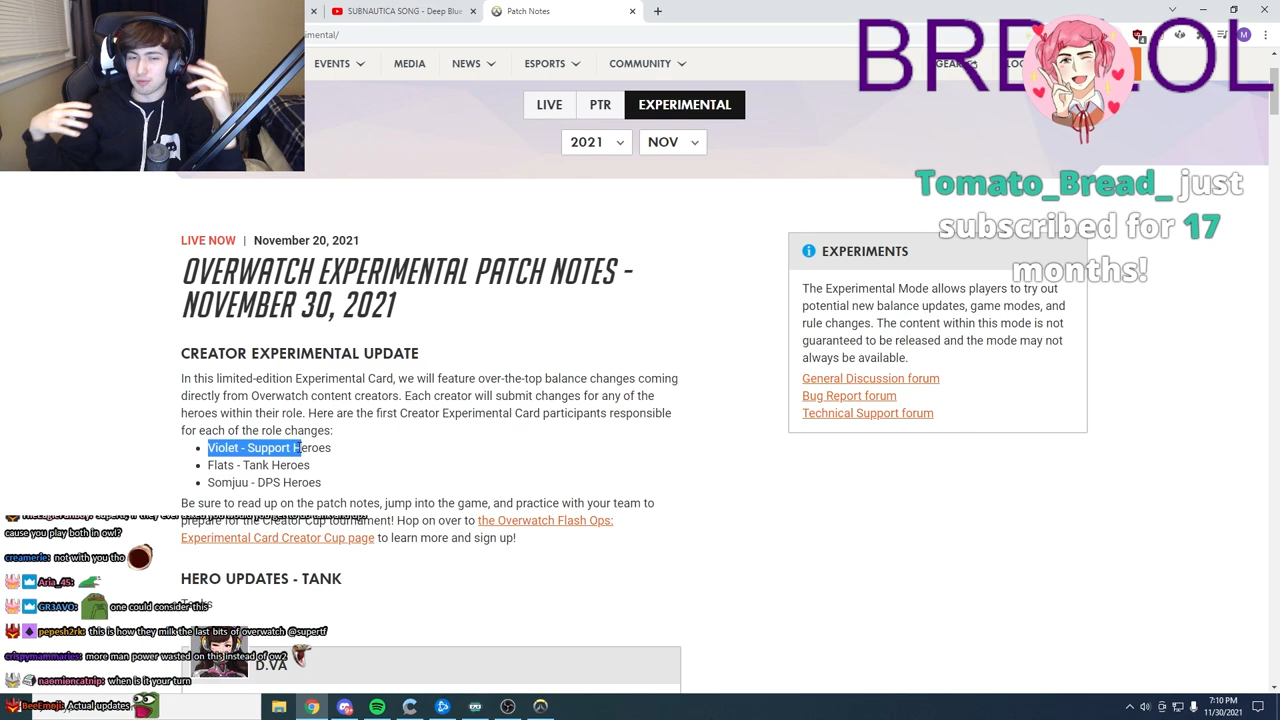 SUBNAUTICA SONG - Deep Blue
Patch Notes
imental/
EVENTS
MEDIA
NEWS
ESPORTS
COMMUNITY
LIVE
PTR
EXPERIMENTAL
2021
NOV
Tomato_Bread_ just
subscribed for 17
months!
LIVE NOW | November 20, 2021
OVERWATCH EXPERIMENTAL PATCH NOTES -
NOVEMBER 30, 2021
CREATOR EXPERIMENTAL UPDATE
In this limited-edition Experimental Card, we will feature over-the-top balance changes coming
directly from Overwatch content creators. Each creator will submit changes for any of the
heroes within their role. Here are the first Creator Experimental Card participants responsible
for each of the role changes:
Violet - Support Heroes
Flats - Tank Heroes
Somjuu - DPS Heroes
Be sure to read up on the patch notes, jump into the game, and practice with your team to
prepare for the Creator Cup tournament! Hop on over to the Overwatch Flash Ops:
Experimental Card Creator Cup page to learn more and sign up!
HERO UPDATES - TANK
D.VA
EXPERIMENTS
The Experimental Mode allows players to try out
potential new balance updates, game modes, and
rule changes. The content within this mode is not
guaranteed to be released and the mode may not
always be available.
General Discussion forum
Bug Report forum
Technical Support forum
cause you play both in owl?
creamerie: not with you tho
Aria_45:
GR3AVO: one could consider this
pepesh2rk: this is how they milk the last bits of overwatch @supertf
crispymammaries: more man power wasted on this instead of ow2
naomioncatnip: when is it your turn
BeeEmoji: Actual updates
7:10 PM
11/30/2021